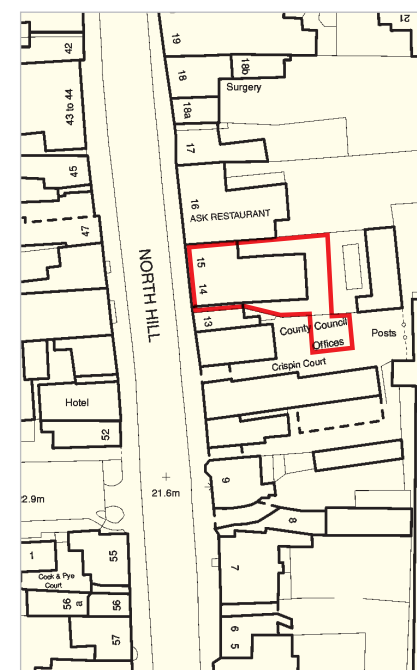 21
42
19
18
18b
Surgery
43 to 44
18a
17
45
16
ASK RESTAURANT
47
NORTH HILL
15
14
13
County Council
Offices
Posts
Crispin Court
Hotel
52
9
2.9m
21.6m
8
55
1
7
Cock & Pye
Court
56
a
56
6
57
5